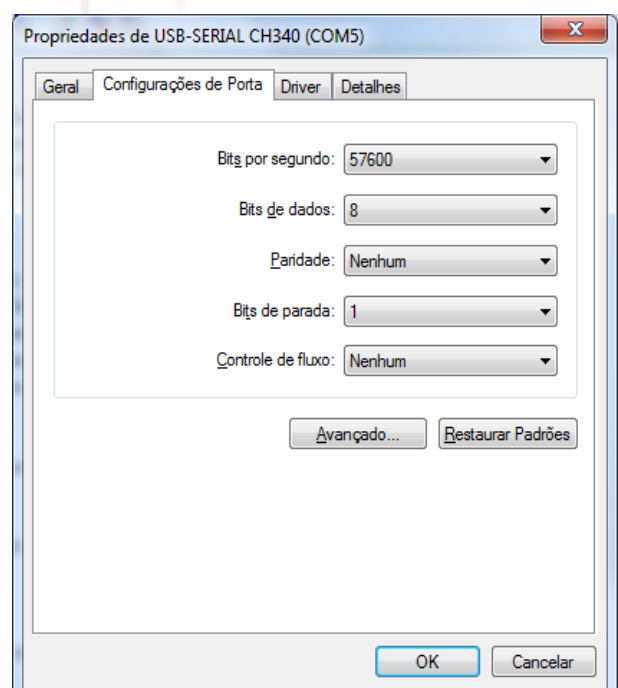 Propriedades de USB-SERIAL CH340 (COM5)
Geral Configurações de Porta Driver Detalhes
Bits por segundo: 57600
Bits de dados: 8
Paridade: Nenhum
Bits de parada: 1
Controle de fluxo: Nenhum
Avançado... Restaurar Padrões
OK Cancelar